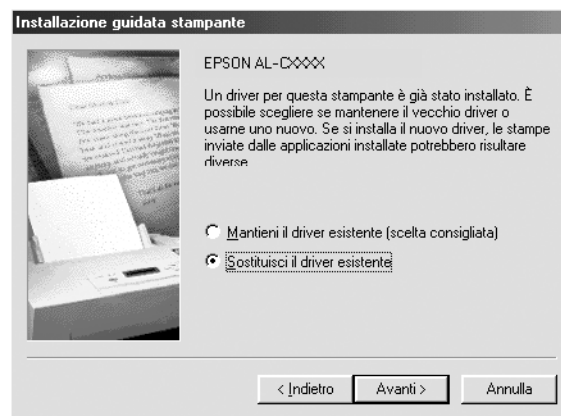 Installazione guidata stampante
EPSON AL-CXXXX
Un driver per questa stampante è già stato installato. È
possibile scegliere se mantenere il vecchio driver o
usarne uno nuovo. Se si installa il nuovo driver, le stampe
inviate dalle applicazioni installate potrebbero risultare
diverse
Mantieni il driver esistente (scelta consigliata)
Sostituisci il driver esistente
< Indietro
Avanti >
Annulla